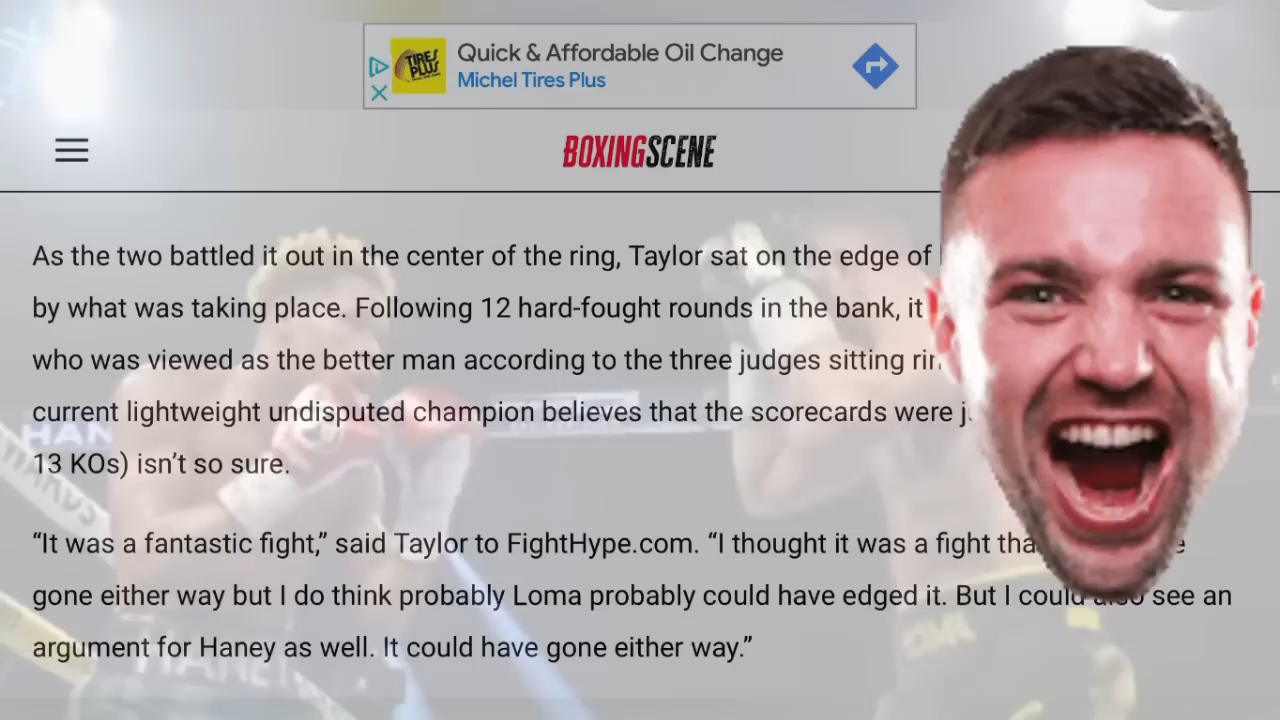 TIRES PLUS
Quick & Affordable Oil Change
Michel Tires Plus
BOXINGSCENE
As the two battled it out in the center of the ring, Taylor sat on the edge of
by what was taking place. Following 12 hard-fought rounds in the bank, it
who was viewed as the better man according to the three judges sitting
current lightweight undisputed champion believes that the scorecards were
13 KOs) isn’t so sure.
“It was a fantastic fight,” said Taylor to FightHype.com. “I thought it was a fight
gone either way but I do think probably Loma probably could have edged it. But I could also see an
argument for Haney as well. It could have gone either way.”
HANEY
LOMA